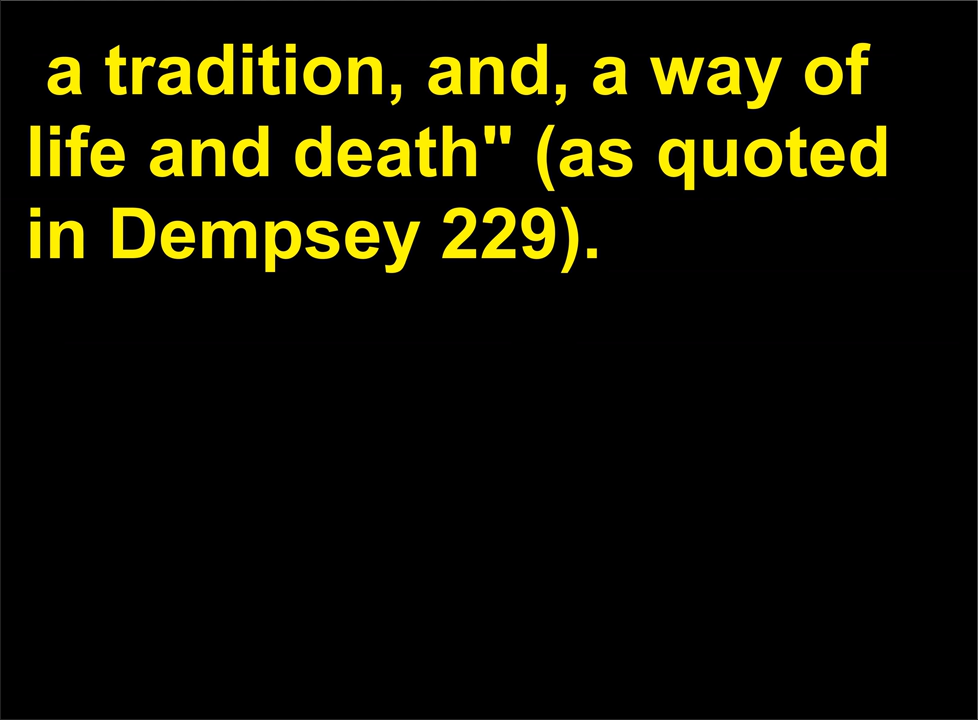 a tradition, and, a way of
life and death" (as quoted
in Dempsey 229).